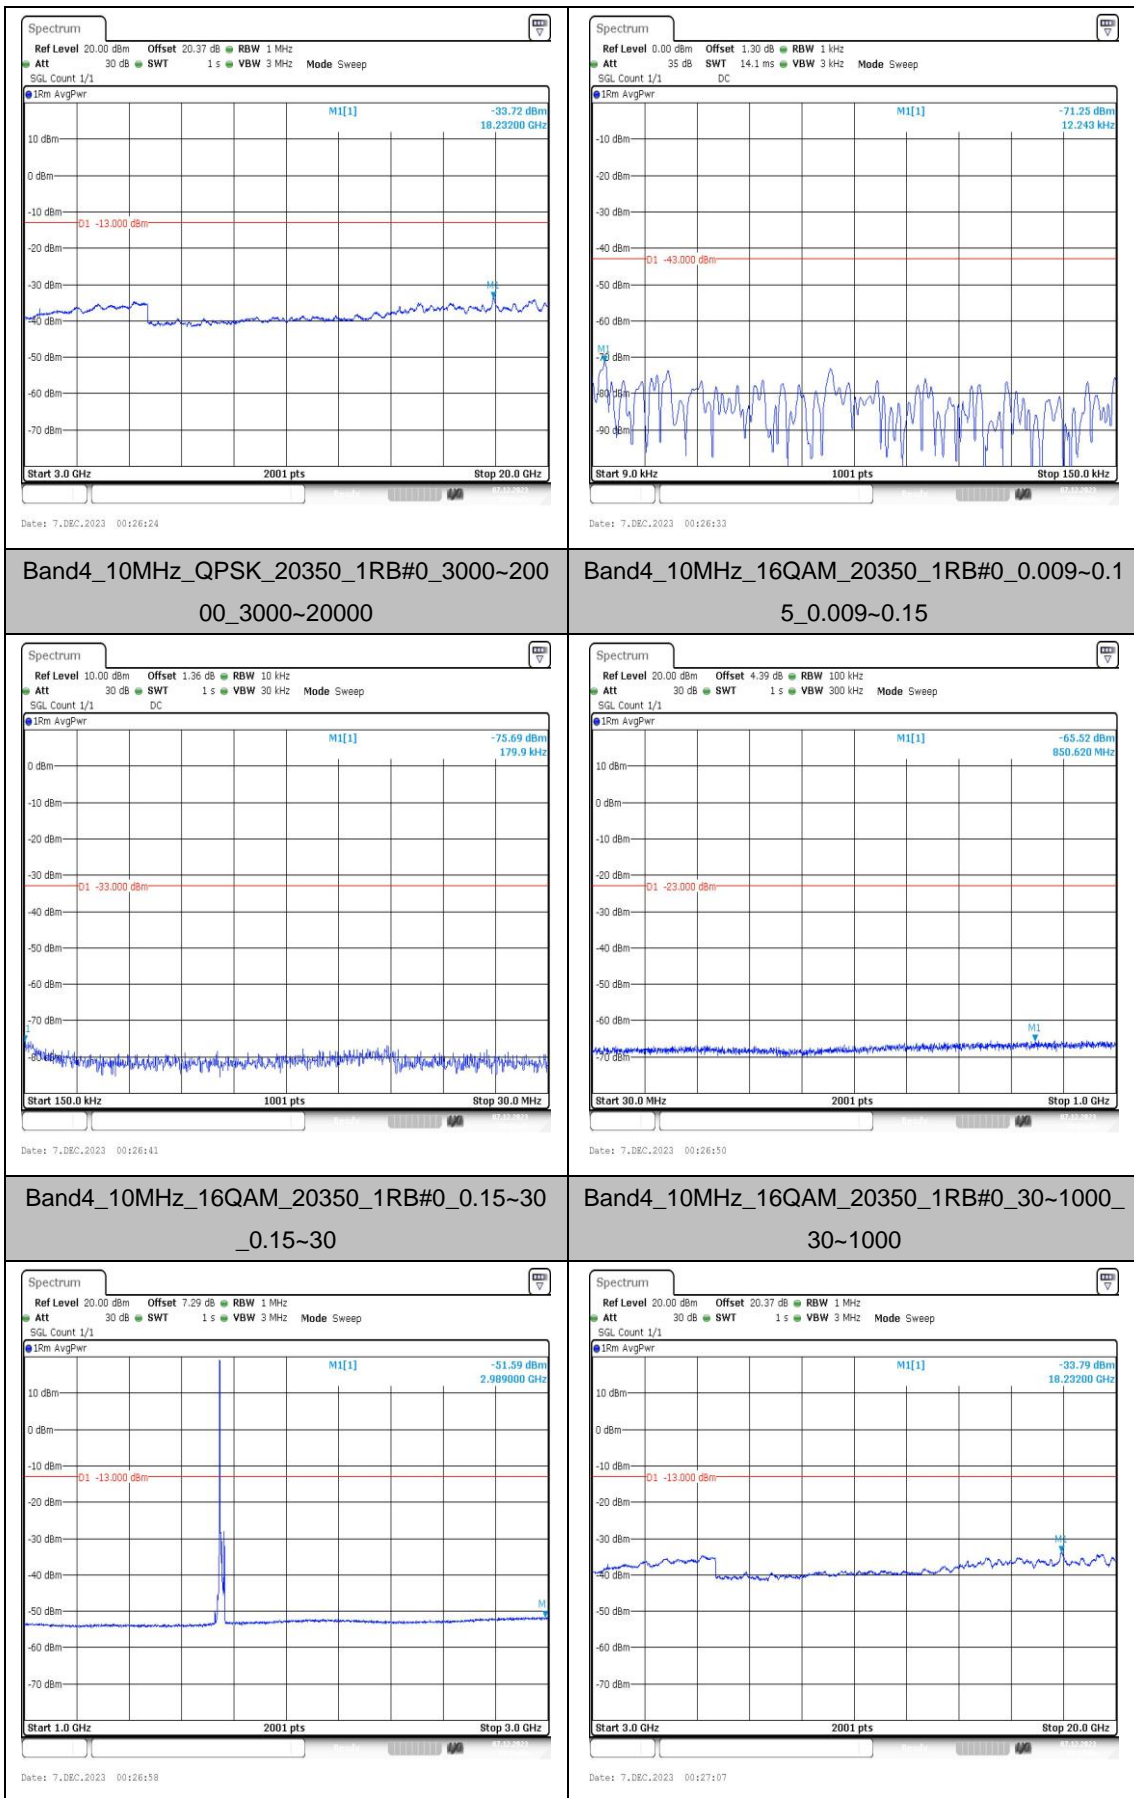 Spectrum
Ref Level 20.00 dBm Offset 20.37 dB RBW 1 MHz
Att 30 dB SWT 1 s VBW 3 MHz Mode Sweep
SGL Count 1/1
1Rm AvgPwr
M1[1] -33.72 dBm
18.23200 GHz
10 dBm
0 dBm
-10 dBm
D1 -13.000 dBm
-20 dBm
-30 dBm
M1
-40 dBm
-50 dBm
-60 dBm
-70 dBm
Start 3.0 GHz 2001 pts Stop 20.0 GHz
Date: 7.DEC.2023 00:26:24
Spectrum
Ref Level 0.00 dBm Offset 1.30 dB RBW 1 kHz
Att 35 dB SWT 14.1 ms VBW 3 kHz Mode Sweep
SGL Count 1/1 DC
1Rm AvgPwr
M1[1] -71.25 dBm
12.243 kHz
-10 dBm
-20 dBm
-30 dBm
-40 dBm
D1 -43.000 dBm
-50 dBm
-60 dBm
M1
-70 dBm
-80 dBm
-90 dBm
Start 9.0 kHz 1001 pts Stop 150.0 kHz
Date: 7.DEC.2023 00:26:33
Band4_10MHz_QPSK_20350_1RB#0_3000~200
00_3000~20000
Band4_10MHz_16QAM_20350_1RB#0_0.009~0.1
5_0.009~0.15
Spectrum
Ref Level 10.00 dBm Offset 1.36 dB RBW 10 kHz
Att 30 dB SWT 1 s VBW 30 kHz Mode Sweep
SGL Count 1/1 DC
1Rm AvgPwr
M1[1] -75.69 dBm
179.9 kHz
0 dBm
-10 dBm
-20 dBm
-30 dBm
D1 -33.000 dBm
-40 dBm
-50 dBm
-60 dBm
-70 dBm
1
-80 dBm
Start 150.0 kHz 1001 pts Stop 30.0 MHz
Date: 7.DEC.2023 00:26:41
Spectrum
Ref Level 20.00 dBm Offset 4.39 dB RBW 100 kHz
Att 30 dB SWT 1 s VBW 300 kHz Mode Sweep
SGL Count 1/1
1Rm AvgPwr
M1[1] -65.52 dBm
850.620 MHz
10 dBm
0 dBm
-10 dBm
-20 dBm
D1 -23.000 dBm
-30 dBm
-40 dBm
-50 dBm
-60 dBm
M1
-70 dBm
Start 30.0 MHz 2001 pts Stop 1.0 GHz
Date: 7.DEC.2023 00:26:50
Band4_10MHz_16QAM_20350_1RB#0_0.15~30
_0.15~30
Band4_10MHz_16QAM_20350_1RB#0_30~1000_
30~1000
Spectrum
Ref Level 20.00 dBm Offset 7.29 dB RBW 1 MHz
Att 30 dB SWT 1 s VBW 3 MHz Mode Sweep
SGL Count 1/1
1Rm AvgPwr
M1[1] -51.59 dBm
2.989000 GHz
10 dBm
0 dBm
-10 dBm
D1 -13.000 dBm
-20 dBm
-30 dBm
-40 dBm
-50 dBm
M
-60 dBm
-70 dBm
Start 1.0 GHz 2001 pts Stop 3.0 GHz
Date: 7.DEC.2023 00:26:58
Spectrum
Ref Level 20.00 dBm Offset 20.37 dB RBW 1 MHz
Att 30 dB SWT 1 s VBW 3 MHz Mode Sweep
SGL Count 1/1
1Rm AvgPwr
M1[1] -33.79 dBm
18.23200 GHz
10 dBm
0 dBm
-10 dBm
D1 -13.000 dBm
-20 dBm
-30 dBm
M1
-40 dBm
-50 dBm
-60 dBm
-70 dBm
Start 3.0 GHz 2001 pts Stop 20.0 GHz
Date: 7.DEC.2023 00:27:07